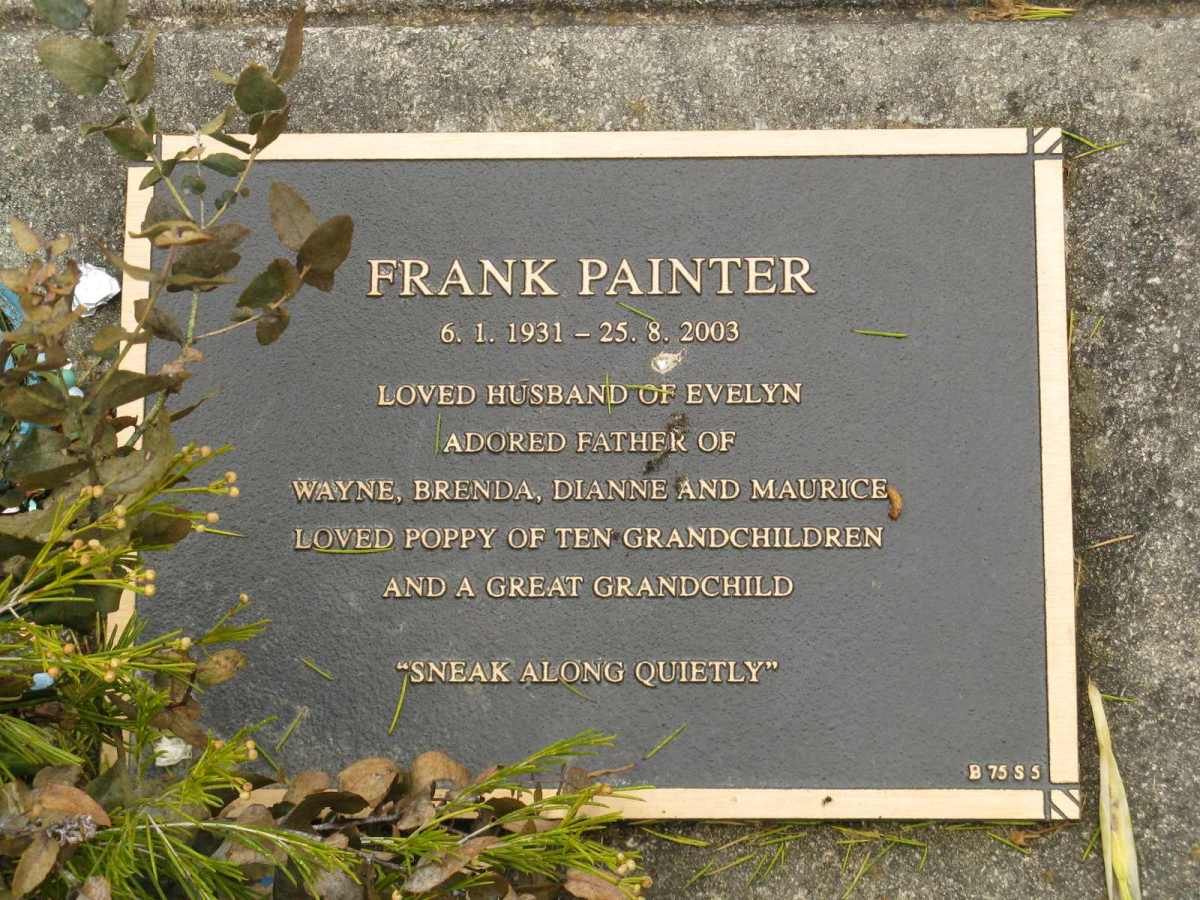 FRANK PAINTER
6. 1. 1931 – 25. 8. 2003
LOVED HUSBAND OF EVELYN
ADORED FATHER OF
WAYNE, BRENDA, DIANNE AND MAURICE
LOVED POPPY OF TEN GRANDCHILDREN
AND A GREAT GRANDCHILD
“SNEAK ALONG QUIETLY”
B 75 S 5